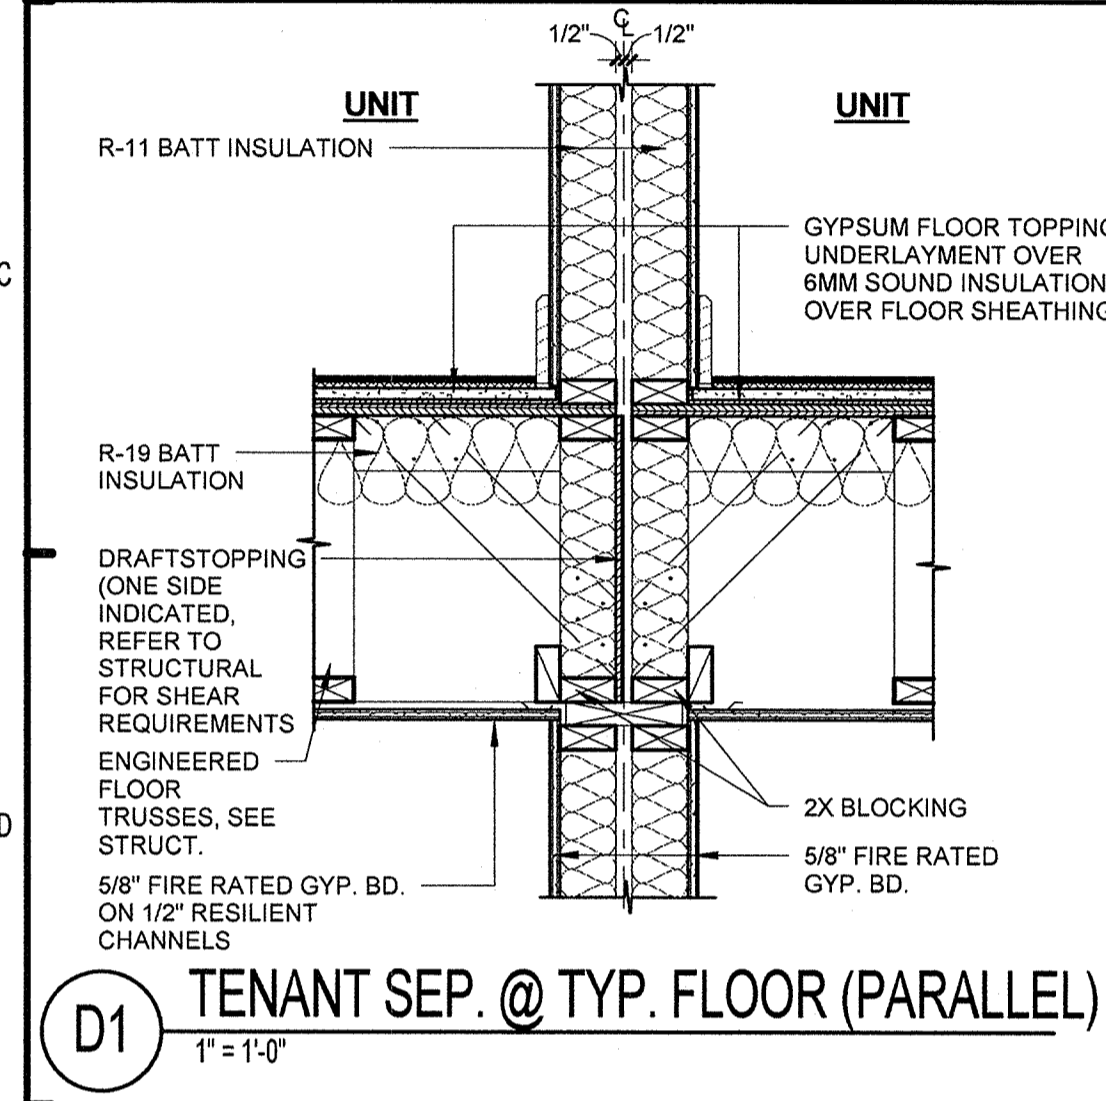 ℄
1/2" 1/2"
UNIT
UNIT
R-11 BATT INSULATION
GYPSUM FLOOR TOPPING
UNDERLAYMENT OVER
6MM SOUND INSULATION
OVER FLOOR SHEATHING
C
R-19 BATT
INSULATION
DRAFTSTOPPING
(ONE SIDE
INDICATED,
REFER TO
STRUCTURAL
FOR SHEAR
REQUIREMENTS
ENGINEERED
FLOOR
TRUSSES, SEE
STRUCT.
2X BLOCKING
D
5/8" FIRE RATED
GYP. BD.
5/8" FIRE RATED GYP. BD.
ON 1/2" RESILIENT
CHANNELS
D1
TENANT SEP. @ TYP. FLOOR (PARALLEL)
1" = 1'-0"